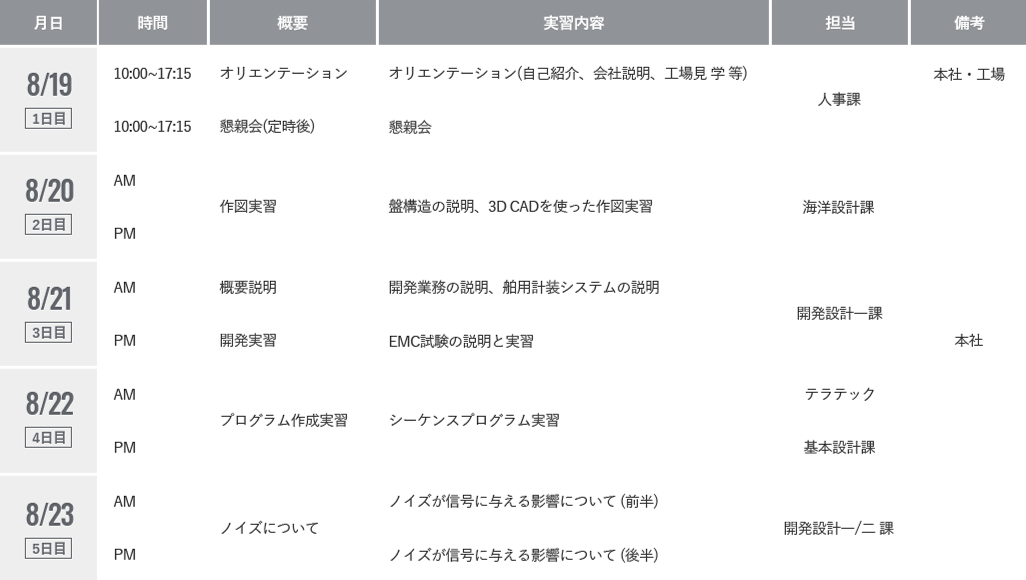 月日 時間 概要 実習内容 担当 備考
8/19
1日目
10:00~17:15 オリエンテーション オリエンテーション(自己紹介、会社説明、工場見 学 等) 本社・工場
人事課
10:00~17:15 懇親会(定時後) 懇親会
8/20
2日目
AM
作図実習 盤構造の説明、3D CADを使った作図実習 海洋設計課
PM
8/21
3日目
AM 概要説明 開発業務の説明、舶用計装システムの説明
開発設計一課
PM 開発実習 EMC試験の説明と実習 本社
8/22
4日目
AM テラテック
プログラム作成実習 シーケンスプログラム実習
PM 基本設計課
8/23
5日目
AM ノイズが信号に与える影響について (前半)
ノイズについて 開発設計一/二 課
PM ノイズが信号に与える影響について (後半)